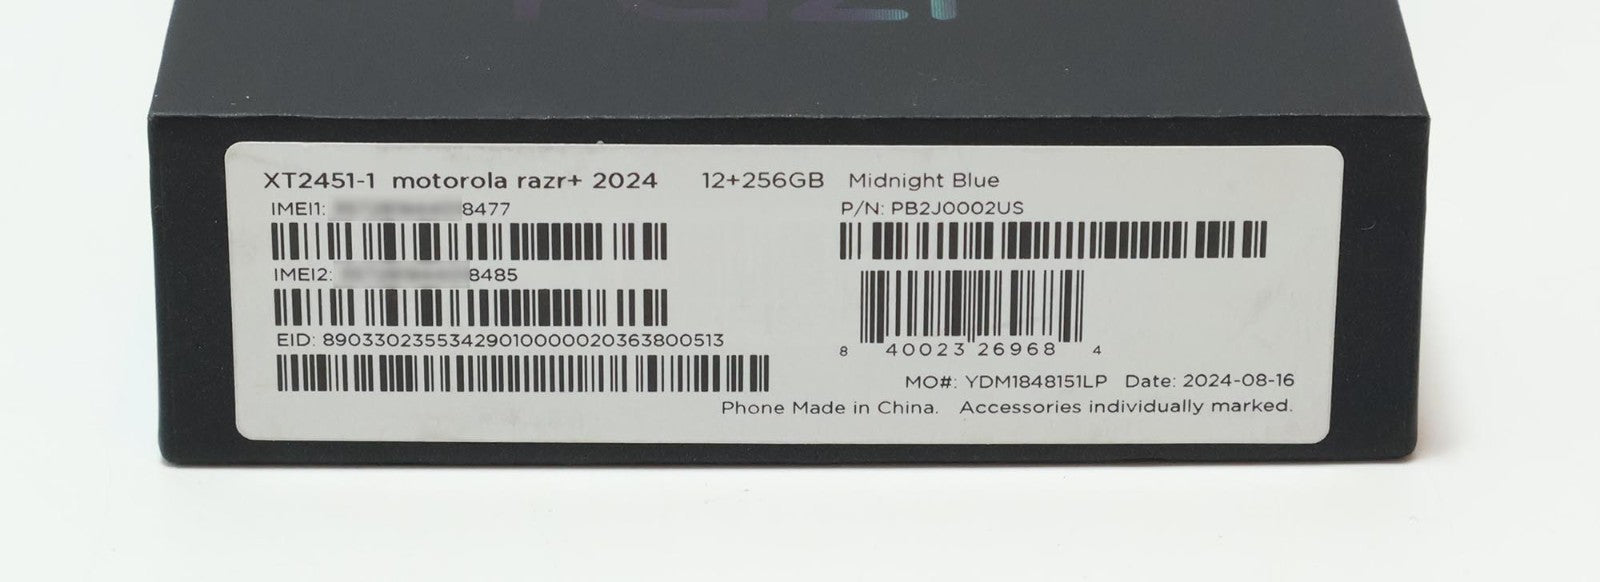 razr
XT2451-1 motorola razr+ 2024 12+256GB Midnight Blue
IMEI1: 8477
P/N: PB2J0002US
IMEI2: 8485
EID: 89033023553429010000020363800513
8 40023 26968 4
MO#: YDM1848151LP Date: 2024-08-16
Phone Made in China. Accessories individually marked.